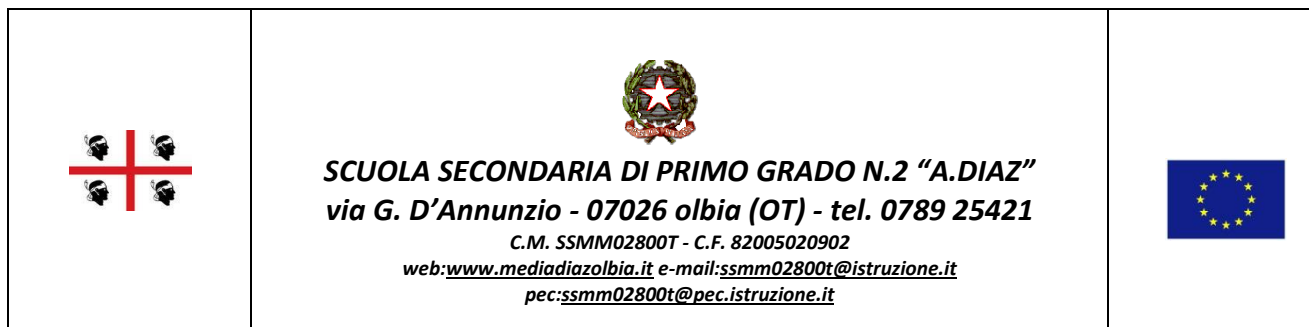 SCUOLA SECONDARIA DI PRIMO GRADO N.2 “A.DIAZ”
via G. D’Annunzio - 07026 olbia (OT) - tel. 0789 25421
C.M. SSMM02800T - C.F. 82005020902
web:www.mediadiazolbia.it e-mail:ssmm02800t@istruzione.it
pec:ssmm02800t@pec.istruzione.it